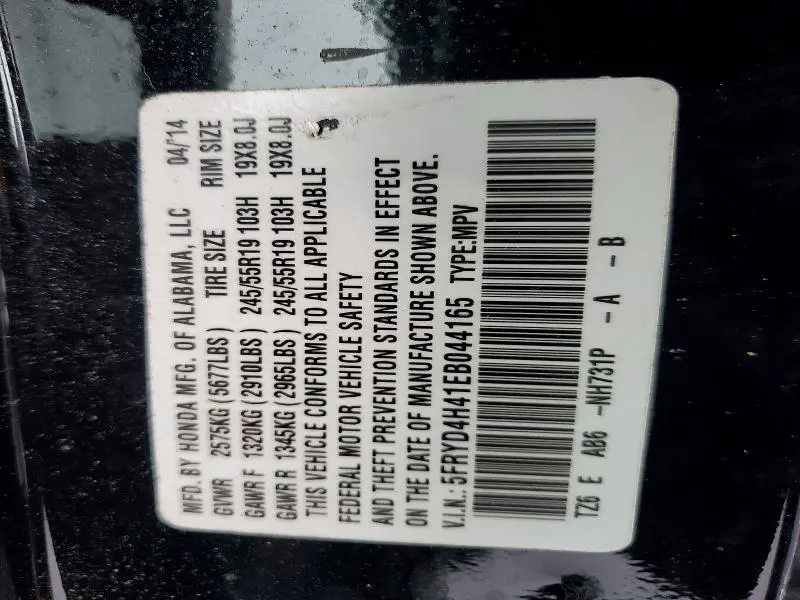 MFD. BY HONDA MFG. OF ALABAMA, LLC 04/14
GVWR 2575KG (5677LBS) TIRE SIZE RIM SIZE
GAWR F 1320KG (2910LBS) 245/55R19 103H 19X8.0J
GAWR R 1345KG (2965LBS) 245/55R19 103H 19X8.0J
THIS VEHICLE CONFORMS TO ALL APPLICABLE
FEDERAL MOTOR VEHICLE SAFETY
AND THEFT PREVENTION STANDARDS IN EFFECT
ON THE DATE OF MANUFACTURE SHOWN ABOVE.
V.I.N.: 5FRYD4H41EB044165 TYPE:MPV
TZ6 E AB6 -NH731P -A -B